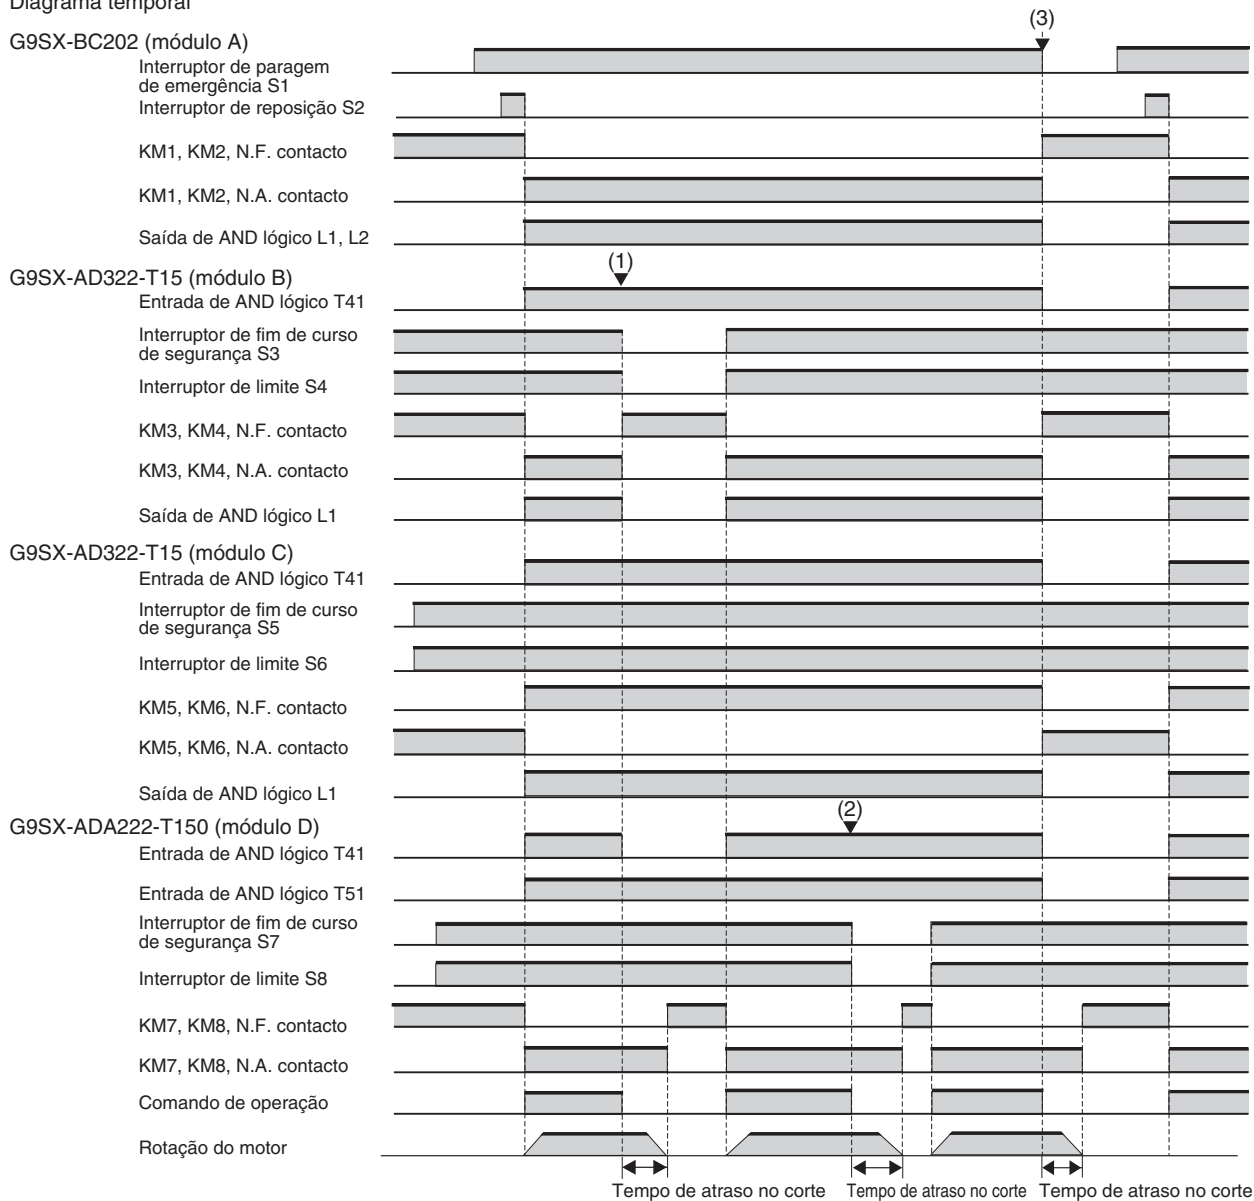 Diagrama temporal
(3)
G9SX-BC202 (módulo A)
Interruptor de paragem
de emergência S1
Interruptor de reposição S2
KM1, KM2, N.F. contacto
KM1, KM2, N.A. contacto
Saída de AND lógico L1, L2
(1)
G9SX-AD322-T15 (módulo B)
Entrada de AND lógico T41
Interruptor de fim de curso
de segurança S3
Interruptor de limite S4
KM3, KM4, N.F. contacto
KM3, KM4, N.A. contacto
Saída de AND lógico L1
G9SX-AD322-T15 (módulo C)
Entrada de AND lógico T41
Interruptor de fim de curso
de segurança S5
Interruptor de limite S6
KM5, KM6, N.F. contacto
KM5, KM6, N.A. contacto
Saída de AND lógico L1
(2)
G9SX-ADA222-T150 (módulo D)
Entrada de AND lógico T41
Entrada de AND lógico T51
Interruptor de fim de curso
de segurança S7
Interruptor de limite S8
KM7, KM8, N.F. contacto
KM7, KM8, N.A. contacto
Comando de operação
Rotação do motor
Tempo de atraso no corte Tempo de atraso no corte Tempo de atraso no corte